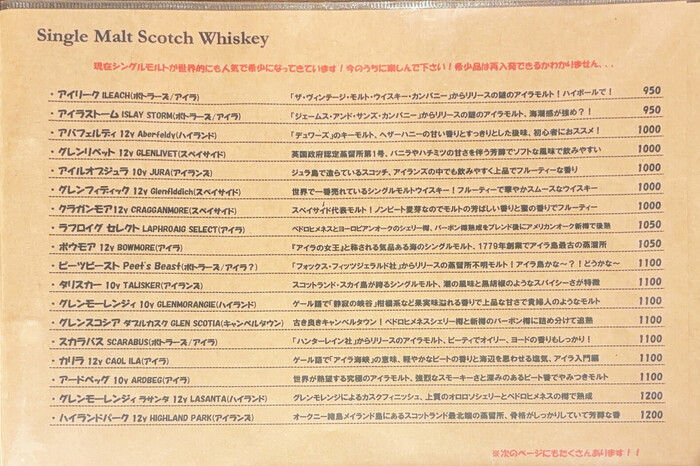 Single Malt Scotch Whiskey
現在シングルモルトが世界的にも人気で希少になってきています！今のうちに楽しんで下さい！希少品は再入荷できるかわかりません．．．
・アイリーク ILEACH(ボトラーズ/アイラ) 「ザ・ヴィンテージ・モルト・ウイスキー・カンパニー」からリリースの謎のアイラモルト！ハイボールで！ 950
・アイラストーム ISLAY STORM(ボトラーズ/アイラ) 「ジェームス・アンド・サンズ・カンパニー」からリリースの謎のアイラモルト、海潮感が強め？！ 950
・アバフェルディ 12y Aberfeldy(ハイランド) 「デュワーズ」のキーモルト、ヘザーハニーの甘い香りとすっきりとした後味、初心者におススメ！ 1000
・グレンリベット 12y GLENLIVET(スペイサイド) 英国政府認定蒸留所第1号、バニラやハチミツの甘さを伴う芳醇でソフトな風味で飲みやすい 1000
・アイルオブジュラ 10y JURA(アイランズ) ジュラ島で造られているスコッチ、アイランズの中でも飲みやすく上品でフルーティーな香り 1000
・グレンフィディック 12y Glenfiddich(スペイサイド) 世界で一番売れているシングルモルトウイスキー！フルーティーで華やかスムースなウイスキー 1000
・クラガンモア 12y CRAGGANMORE(スペイサイド) スペイサイド代表モルト！ノンピート麦芽なのでモルトの芳ばしい香りと蜜の香りでフルーティー 1000
・ラフロイグ セレクト LAPHROAIG SELECT(アイラ) ペドロヒメネスとヨーロピアンオークのシェリー樽、バーボン樽熟成をブレンド後にアメリカンオーク新樽で後熟 1050
・ボウモア 12y BOWMORE(アイラ) 「アイラの女王」と称される気品ある海のシングルモルト、1779年創業でアイラ島最古の蒸溜所 1050
・ピーツビースト Peet's Beast(ボトラーズ/アイラ？) 「フォックス・フィッツジェラルド社」からリリースの蒸留所不明モルト！アイラ島かな～？！どうかな～ 1100
・タリスカー 10y TALISKER(アイランズ) スコットランド・スカイ島が誇るシングルモルト、潮の風味と黒胡椒のようなスパイシーさが特徴 1100
・グレンモーレンジィ 10y GLENMORANGIE(ハイランド) ゲール語で「静寂の峡谷」柑橘系など果実味溢れる香りで上品な甘さで貴婦人のようなモルト 1100
・グレンスコシア ダブルカスク GLEN SCOTIA(キャンベルタウン) 古き良きキャンベルタウン！ペドロヒメネスシェリー樽と新樽のバーボン樽に詰め分けて追熟 1100
・スカラバス SCARABUS(ボトラーズ/アイラ) 「ハンターレイン社」からリリースのアイラモルト、ピーティでオイリー、ヨードの香りもしっかり！ 1100
・カリラ 12y CAOL ILA(アイラ) ゲール語で「アイラ海峡」の意味、軽やかなピートの香りと海辺を思わせる塩気、アイラ入門編 1100
・アードベッグ 10y ARDBEG(アイラ) 世界が熱望する究極のアイラモルト、強烈なスモーキーさと深みのあるピート香でやみつきモルト 1100
・グレンモーレンジィ ラサンタ 12y LASANTA(ハイランド) グレンモレンジによるカスクフィニッシュ、上質のオロロソシェリーとペドロヒメネスの樽で熟成 1200
・ハイランドパーク 12y HIGHLAND PARK(アイランズ) オークニー諸島メイランド島にあるスコットランド最北端の蒸留所、骨格がしっかりしていて芳醇な香 1200
※次のページにもたくさんあります！！